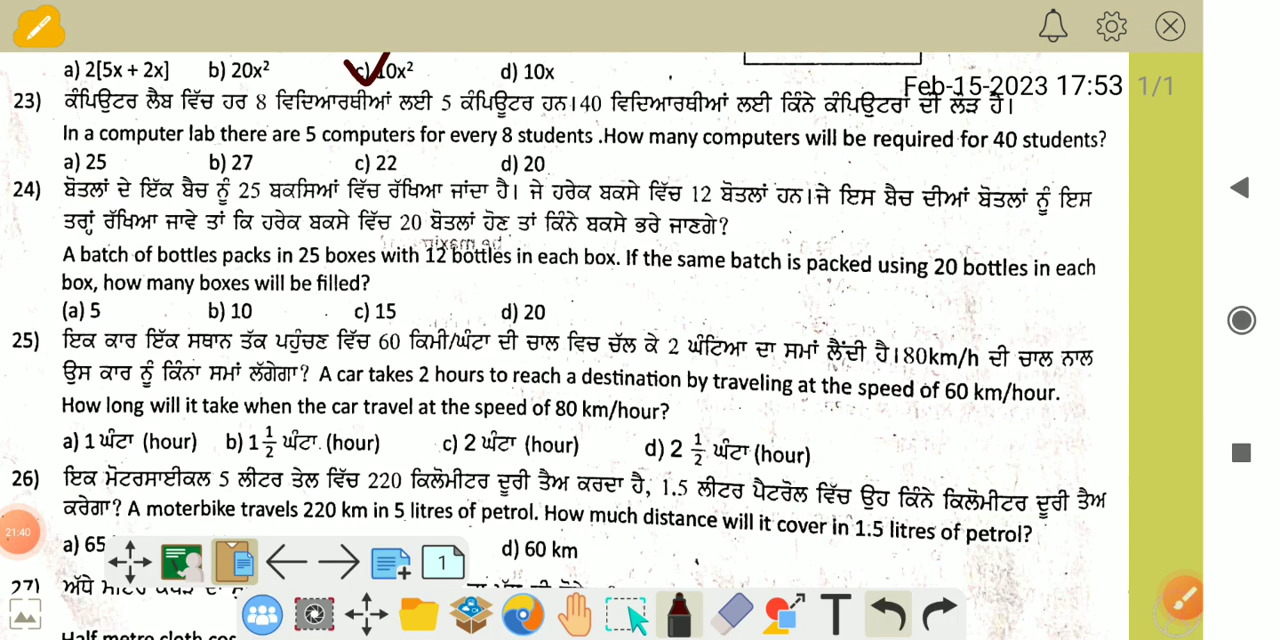 a) 2[5x + 2x] b) 20x² c) 10x² d) 10x
Feb-15-2023 17:53 1/1
23) ਕੰਪਿਊਟਰ ਲੈਬ ਵਿੱਚ ਹਰ 8 ਵਿਦਿਆਰਥੀਆਂ ਲਈ 5 ਕੰਪਿਊਟਰ ਹਨ।40 ਵਿਦਿਆਰਥੀਆਂ ਲਈ ਕਿੰਨੇ ਕੰਪਿਊਟਰਾਂ ਦੀ ਲੋੜ ਹੈ।
In a computer lab there are 5 computers for every 8 students .How many computers will be required for 40 students?
a) 25 b) 27 c) 22 d) 20
24) ਬੋਤਲਾਂ ਦੇ ਇੱਕ ਬੈਚ ਨੂੰ 25 ਬਕਸਿਆਂ ਵਿੱਚ ਰੱਖਿਆ ਜਾਂਦਾ ਹੈ। ਜੇ ਹਰੇਕ ਬਕਸੇ ਵਿੱਚ 12 ਬੋਤਲਾਂ ਹਨ।ਜੇ ਇਸ ਬੈਚ ਦੀਆਂ ਬੋਤਲਾਂ ਨੂੰ ਇਸ
ਤਰ੍ਹਾਂ ਰੱਖਿਆ ਜਾਵੇ ਤਾਂ ਕਿ ਹਰੇਕ ਬਕਸੇ ਵਿੱਚ 20 ਬੋਤਲਾਂ ਹੋਣ ਤਾਂ ਕਿੰਨੇ ਬਕਸੇ ਭਰੇ ਜਾਣਗੇ?
A batch of bottles packs in 25 boxes with 12 bottles in each box. If the same batch is packed using 20 bottles in each
box, how many boxes will be filled?
(a) 5 b) 10 c) 15 d) 20
25) ਇਕ ਕਾਰ ਇੱਕ ਸਥਾਨ ਤੱਕ ਪਹੁੰਚਣ ਵਿੱਚ 60 ਕਿਮੀ/ਘੰਟਾ ਦੀ ਚਾਲ ਵਿਚ ਚੱਲ ਕੇ 2 ਘੰਟਿਆ ਦਾ ਸਮਾਂ ਲੈਂਦੀ ਹੈ।80km/h ਦੀ ਚਾਲ ਨਾਲ
ਉਸ ਕਾਰ ਨੂੰ ਕਿੰਨਾ ਸਮਾਂ ਲੱਗੇਗਾ? A car takes 2 hours to reach a destination by traveling at the speed of 60 km/hour.
How long will it take when the car travel at the speed of 80 km/hour?
a) 1 ਘੰਟਾ (hour) b) 1 1/2 ਘੰਟਾ (hour) c) 2 ਘੰਟਾ (hour) d) 2 1/2 ਘੰਟਾ (hour)
26) ਇਕ ਮੋਟਰਸਾਈਕਲ 5 ਲੀਟਰ ਤੇਲ ਵਿੱਚ 220 ਕਿਲੋਮੀਟਰ ਦੂਰੀ ਤੈਅ ਕਰਦਾ ਹੈ, 1.5 ਲੀਟਰ ਪੈਟਰੋਲ ਵਿੱਚ ਉਹ ਕਿੰਨੇ ਕਿਲੋਮੀਟਰ ਦੂਰੀ ਤੈਅ
ਕਰੇਗਾ? A moterbike travels 220 km in 5 litres of petrol. How much distance will it cover in 1.5 litres of petrol?
21:40
a) 65 d) 60 km
1
27) ਅੱਧੇ ਮੀਟਰ ਕੱਪੜੇ ਦਾ
T
Half metre cloth